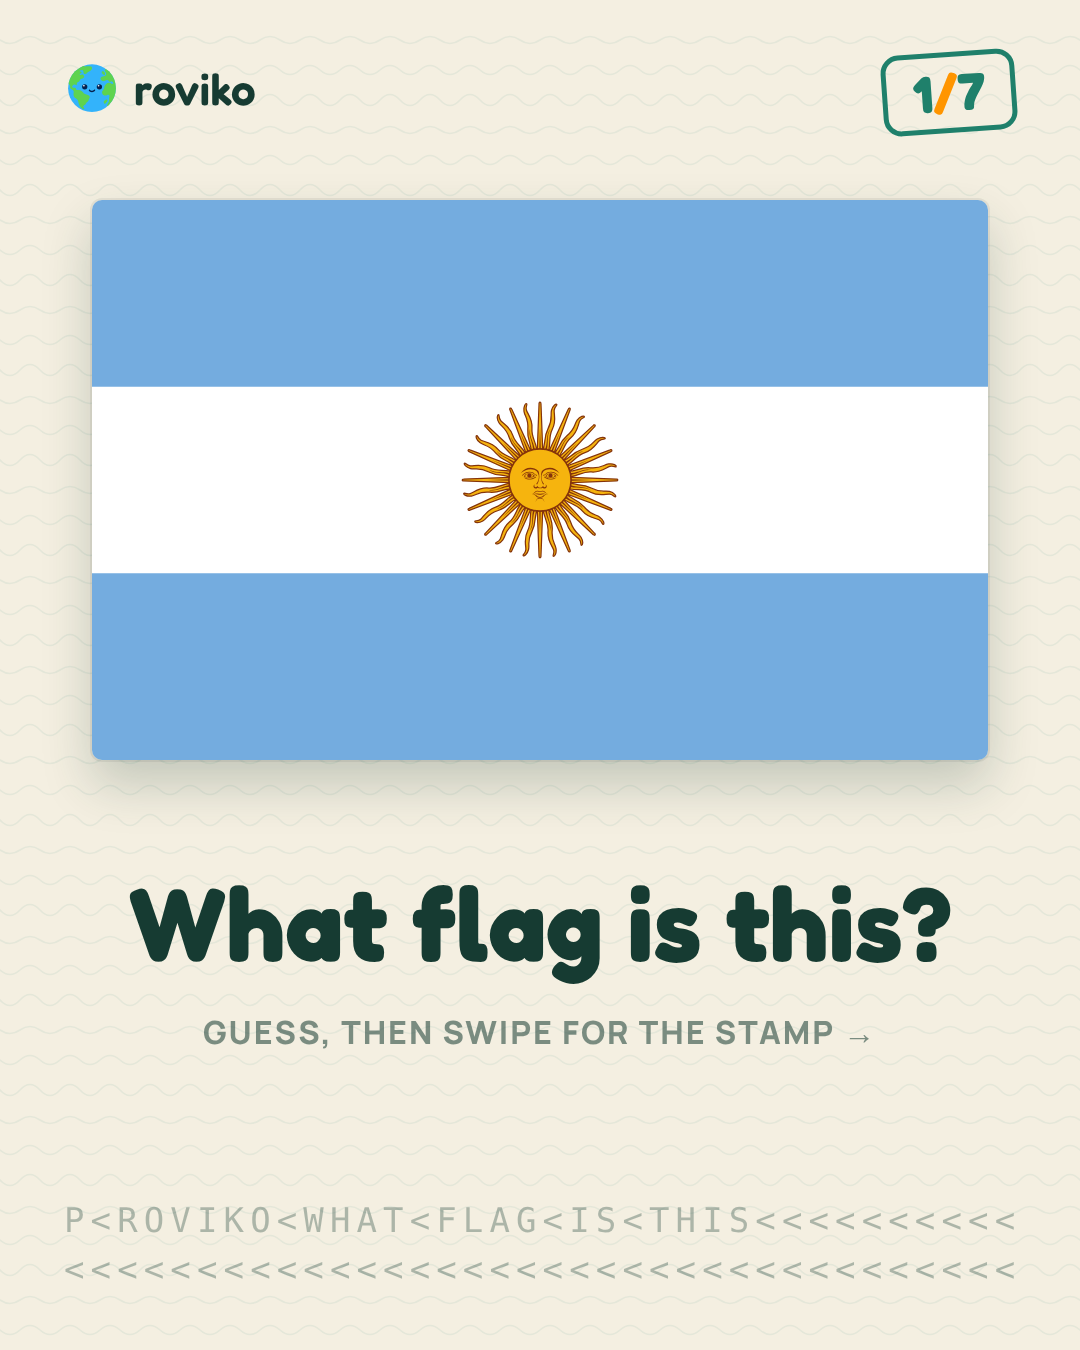 roviko
1/7
What flag is this?
GUESS, THEN SWIPE FOR THE STAMP →
P<ROVIKO<WHAT<FLAG<IS<THIS<<<<<<<<<<
<<<<<<<<<<<<<<<<<<<<<<<<<<<<<<<<<<<<